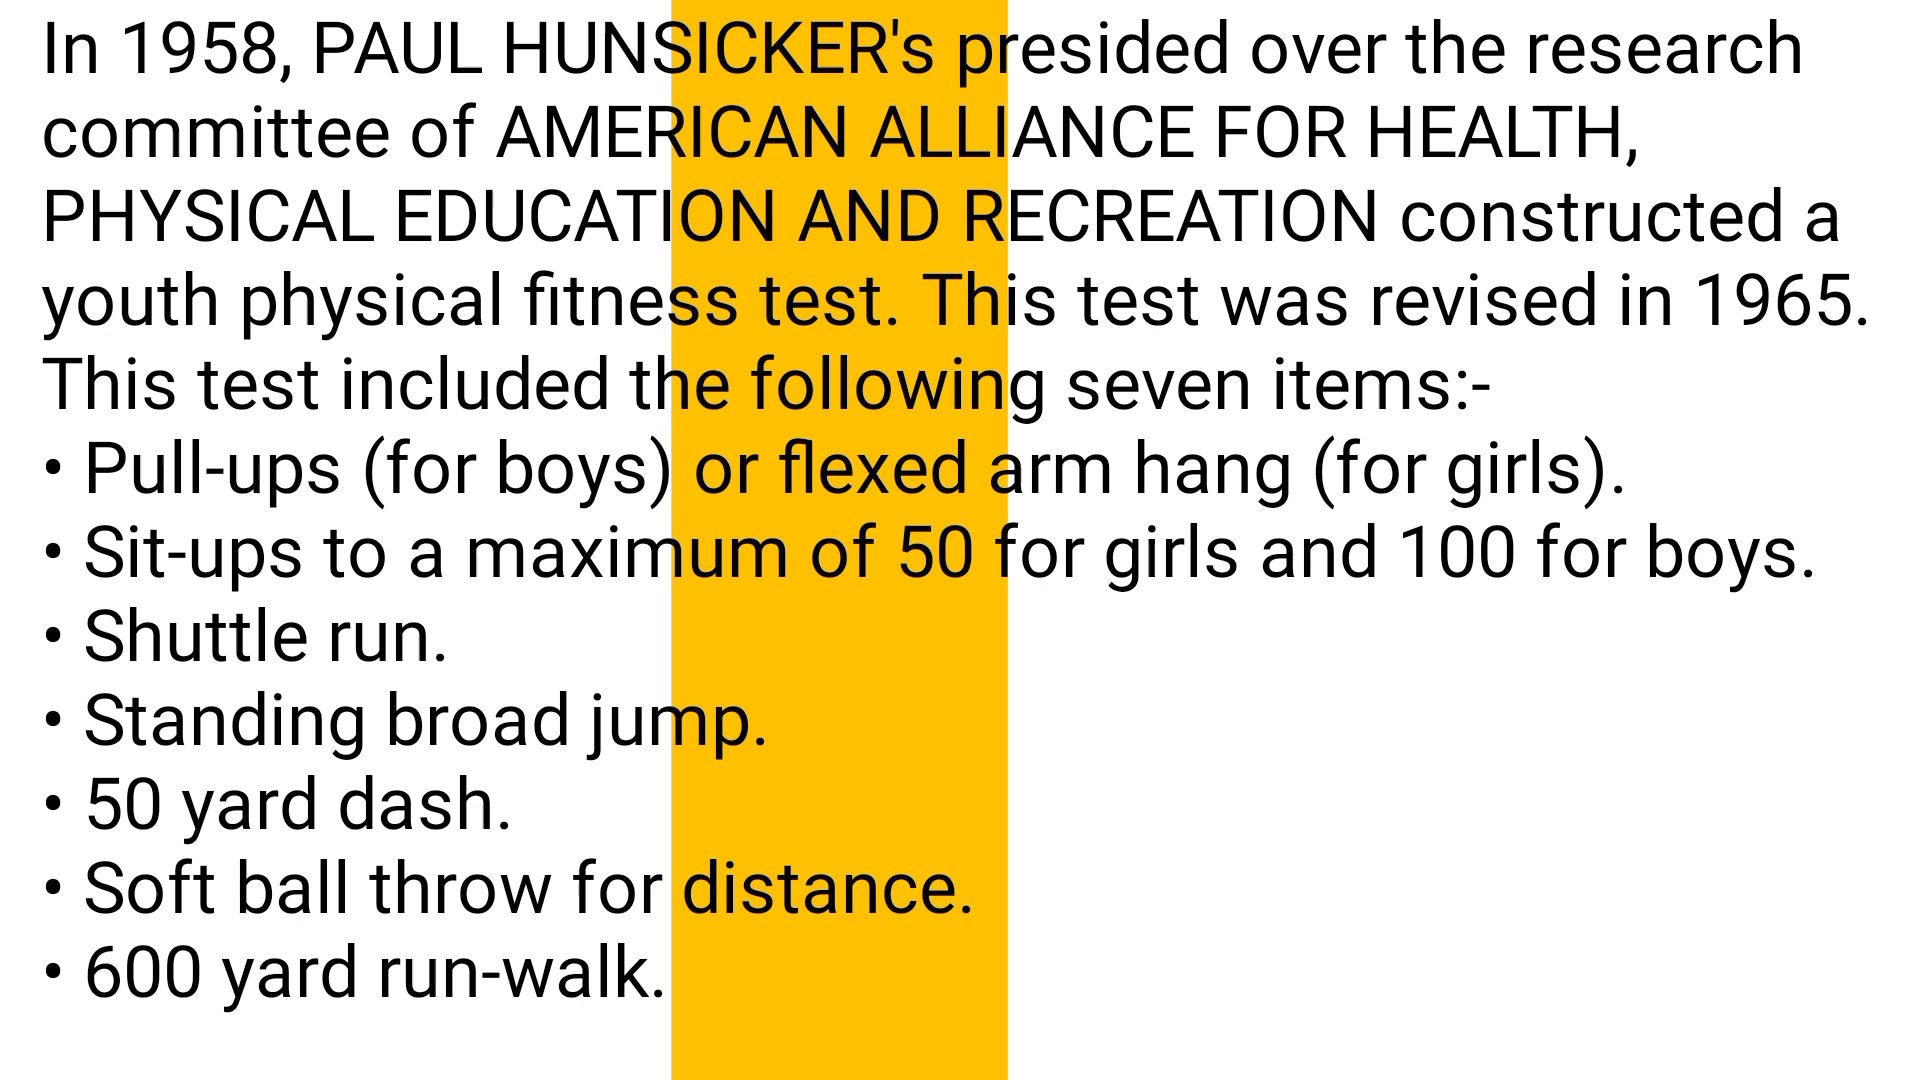 In 1958, PAUL HUNSICKER's presided over the research
committee of AMERICAN ALLIANCE FOR HEALTH,
PHYSICAL EDUCATION AND RECREATION constructed a
youth physical fitness test. This test was revised in 1965.
This test included the following seven items:-
• Pull-ups (for boys) or flexed arm hang (for girls).
• Sit-ups to a maximum of 50 for girls and 100 for boys.
• Shuttle run.
• Standing broad jump.
• 50 yard dash.
• Soft ball throw for distance.
• 600 yard run-walk.